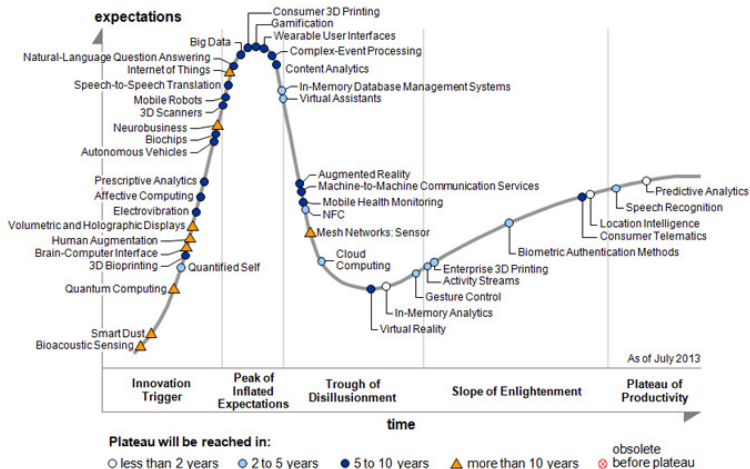 expectations
Consumer 3D Printing
Gamification
Wearable User Interfaces
Big Data
Complex-Event Processing
Natural-Language Question Answering
Content Analytics
Internet of Things
Speech-to-Speech Translation
In-Memory Database Management Systems
Mobile Robots
Virtual Assistants
3D Scanners
Neurobusiness
Biochips
Autonomous Vehicles
Augmented Reality
Prescriptive Analytics
Machine-to-Machine Communication Services
Predictive Analytics
Affective Computing
Mobile Health Monitoring
Speech Recognition
Electrovibration
NFC
Location Intelligence
Volumetric and Holographic Displays
Mesh Networks: Sensor
Consumer Telematics
Human Augmentation
Biometric Authentication Methods
Brain-Computer Interface
Cloud
Computing
3D Bioprinting
Quantified Self
Enterprise 3D Printing
Activity Streams
Quantum Computing
Gesture Control
In-Memory Analytics
Virtual Reality
Smart Dust
Bioacoustic Sensing
As of July 2013
Innovation
Trigger
Peak of
Inflated
Expectations
Trough of
Disillusionment
Slope of Enlightenment
Plateau of
Productivity
time
Plateau will be reached in:
less than 2 years
2 to 5 years
5 to 10 years
more than 10 years
obsolete
before plateau